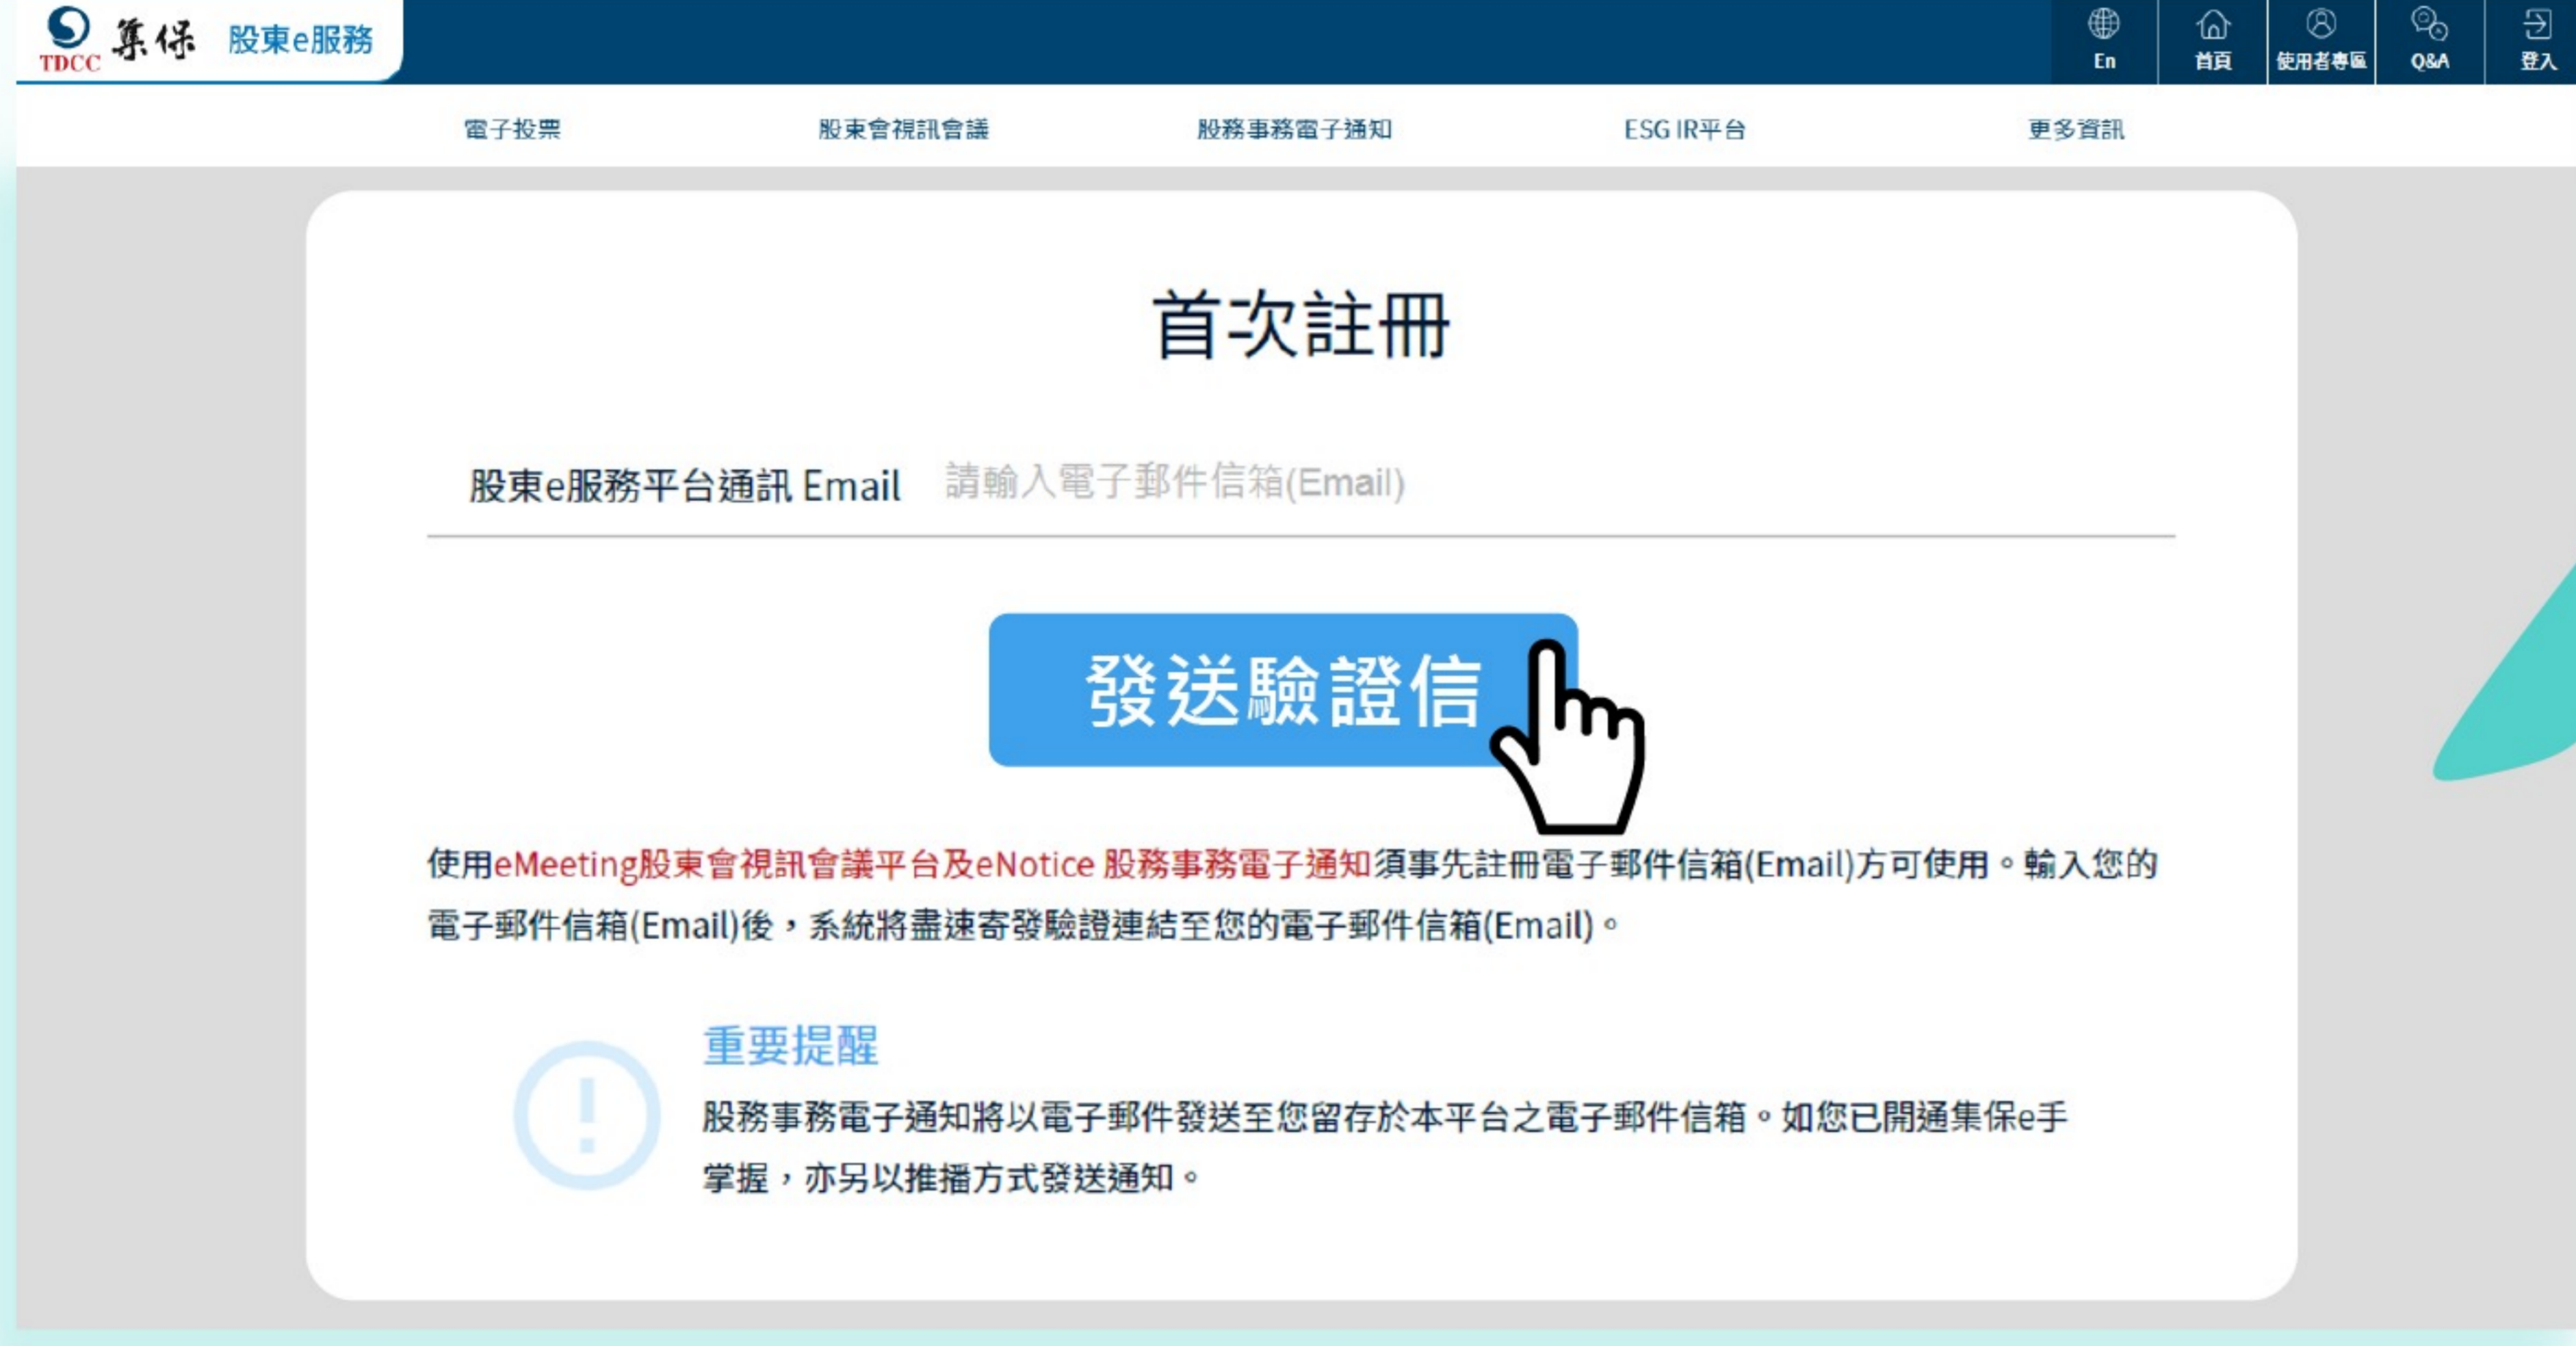 TDCC 集保 股東e服務
En 首頁 使用者專區 Q&A 登入
電子投票 股東會視訊會議 股務事務電子通知 ESG IR平台 更多資訊
首次註冊
股東e服務平台通訊 Email 請輸入電子郵件信箱(Email)
發送驗證信
使用eMeeting股東會視訊會議平台及eNotice 股務事務電子通知須事先註冊電子郵件信箱(Email)方可使用。輸入您的
電子郵件信箱(Email)後，系統將盡速寄發驗證連結至您的電子郵件信箱(Email)。
重要提醒
股務事務電子通知將以電子郵件發送至您留存於本平台之電子郵件信箱。如您已開通集保e手
掌握，亦另以推播方式發送通知。